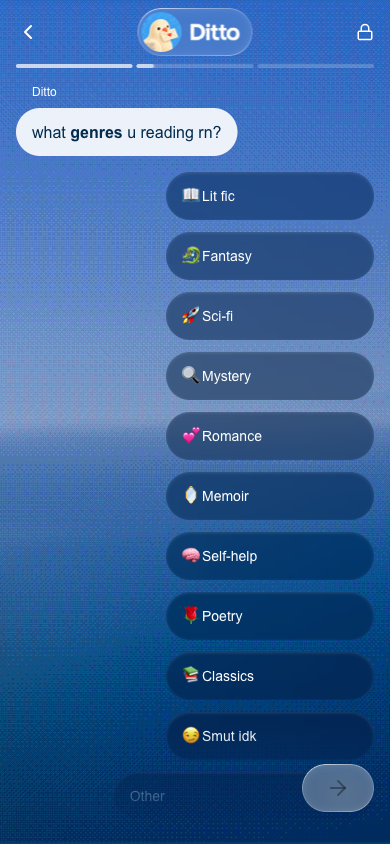 Ditto
Ditto
what genres u reading rn?
Lit fic
Fantasy
Sci-fi
Mystery
Romance
Memoir
Self-help
Poetry
Classics
Smut idk
Other